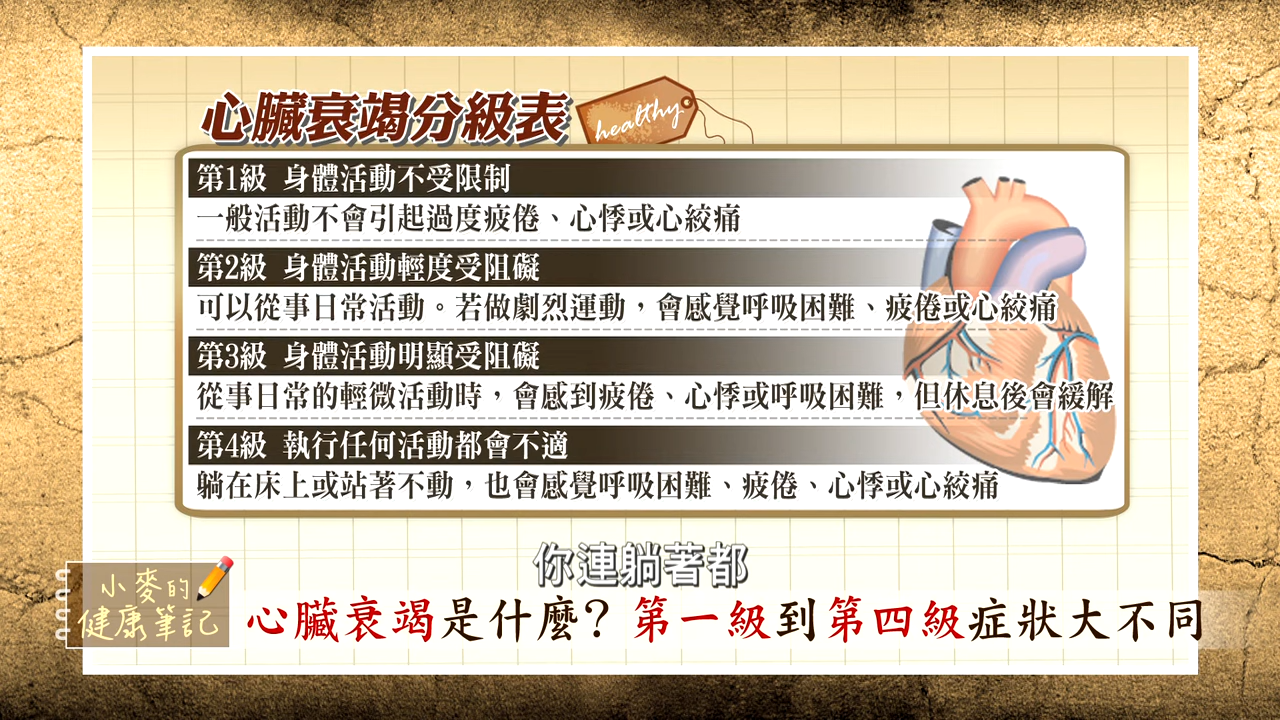 心臟衰竭分級表
healthy
第1級 身體活動不受限制
一般活動不會引起過度疲倦、心悸或心絞痛
第2級 身體活動輕度受阻礙
可以從事日常活動。若做劇烈運動，會感覺呼吸困難、疲倦或心絞痛
第3級 身體活動明顯受阻礙
從事日常的輕微活動時，會感到疲倦、心悸或呼吸困難，但休息後會緩解
第4級 執行任何活動都會不適
躺在床上或站著不動，也會感覺呼吸困難、疲倦、心悸或心絞痛
你連躺著都
小麥的
健康筆記
心臟衰竭是什麼？第一級到第四級症狀大不同